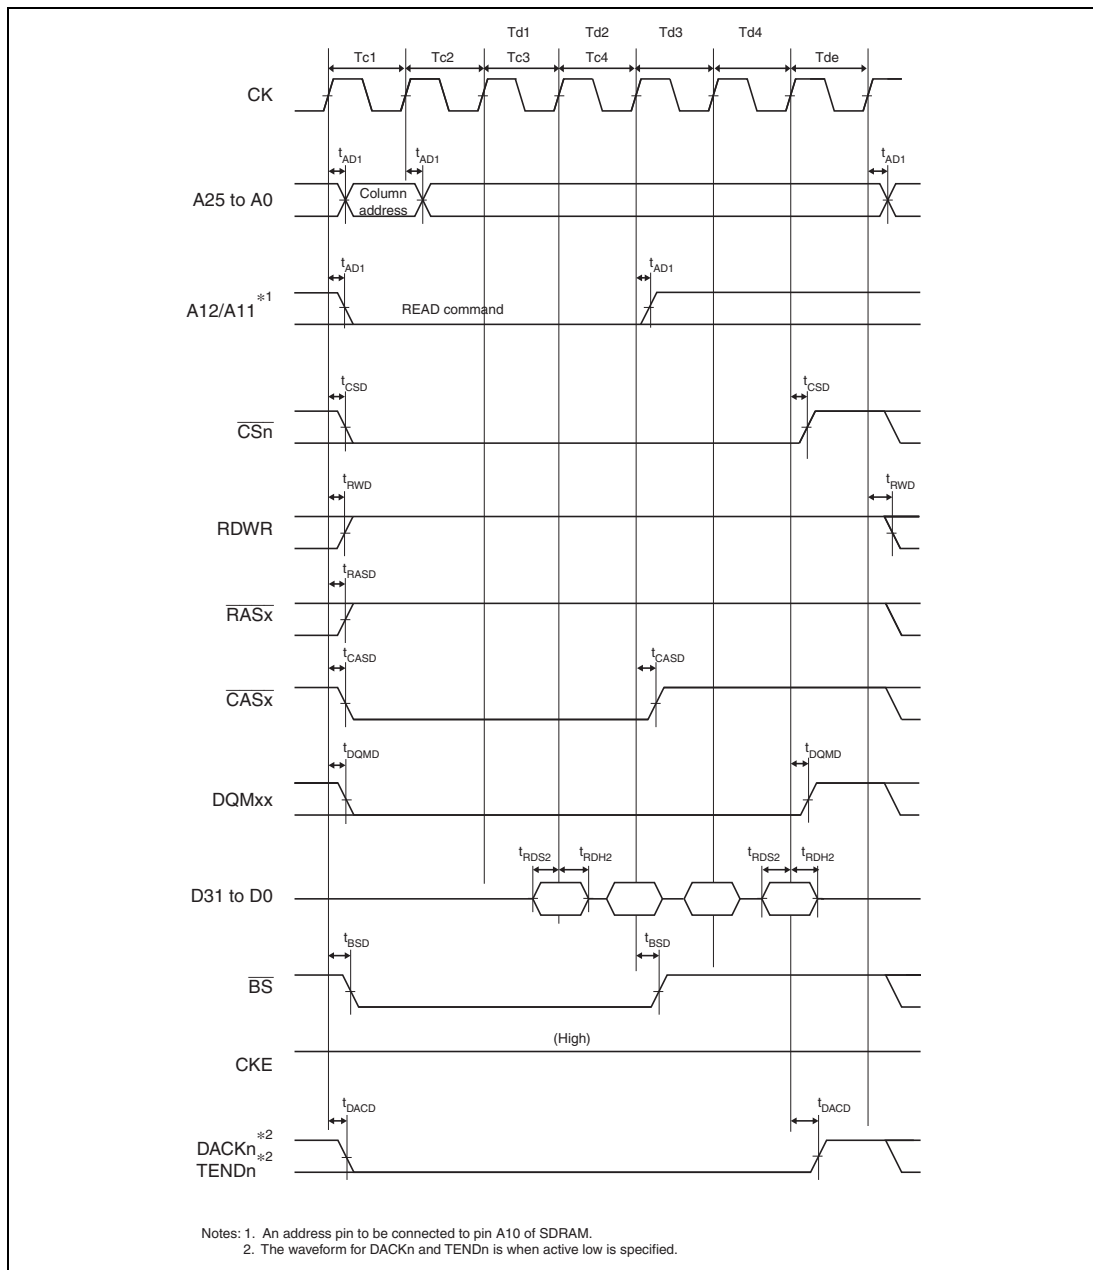 Td1 Td2 Td3 Td4
Tc1 Tc2 Tc3 Tc4 Tde
CK
tAD1 tAD1 tAD1
A25 to A0
Column
address
tAD1 tAD1
A12/A11*1
READ command
tCSD tCSD
CSn
tRWD tRWD
RDWR
tRASD
RASx
tCASD tCASD
CASx
tDQMD tDQMD
DQMxx
tRDS2 tRDH2 tRDS2 tRDH2
D31 to D0
tBSD tBSD
BS
(High)
CKE
tDACD tDACD
DACKn*2
TENDn*2
Notes: 1. An address pin to be connected to pin A10 of SDRAM.
2. The waveform for DACKn and TENDn is when active low is specified.